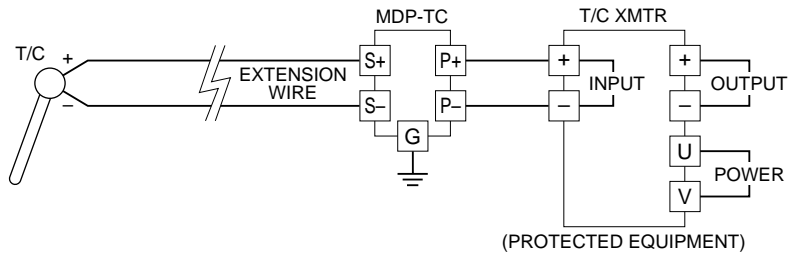 MDP-TC
T/C XMTR
T/C
+
–
EXTENSION
WIRE
S+
S–
P+
P–
G
+
–
INPUT
+
–
OUTPUT
U
V
POWER
(PROTECTED EQUIPMENT)